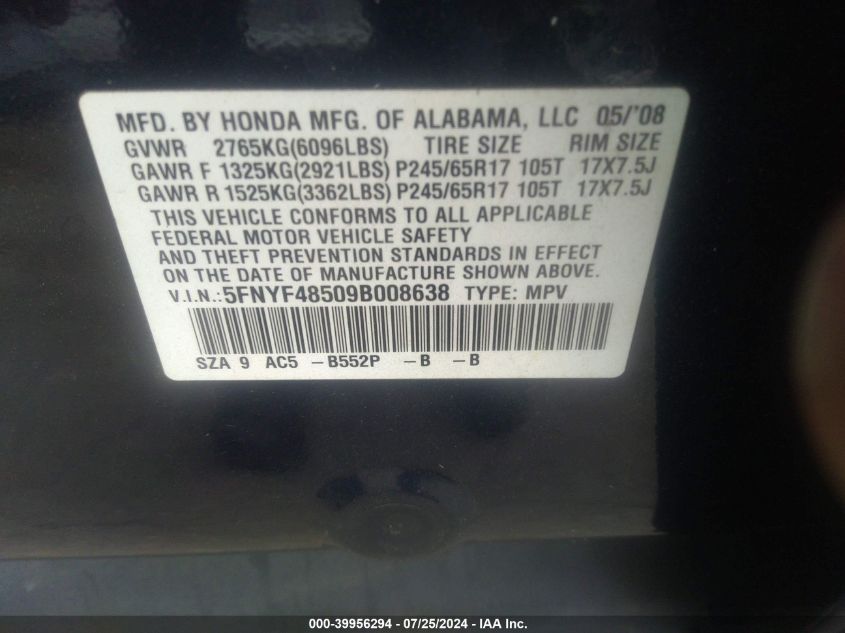 MFD. BY HONDA MFG. OF ALABAMA, LLC 05/'08
GVWR 2765KG(6096LBS) TIRE SIZE RIM SIZE
GAWR F 1325KG(2921LBS) P245/65R17 105T 17X7.5J
GAWR R 1525KG(3362LBS) P245/65R17 105T 17X7.5J
THIS VEHICLE CONFORMS TO ALL APPLICABLE
FEDERAL MOTOR VEHICLE SAFETY
AND THEFT PREVENTION STANDARDS IN EFFECT
ON THE DATE OF MANUFACTURE SHOWN ABOVE.
V.I.N.:5FNYF48509B008638 TYPE: MPV
SZA 9 AC5 -B552P -B -B
000-39956294 - 07/25/2024 - IAA Inc.